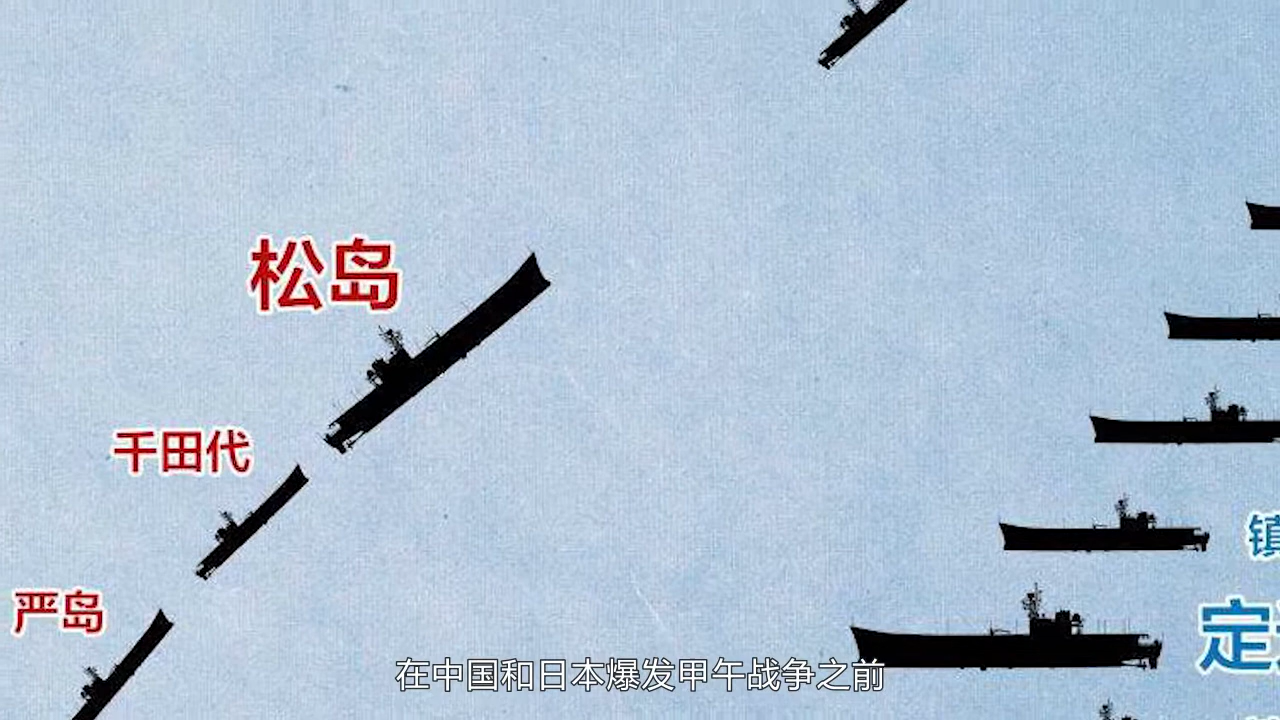 松岛
千田代
严岛
镇
定
在中国和日本爆发甲午战争之前